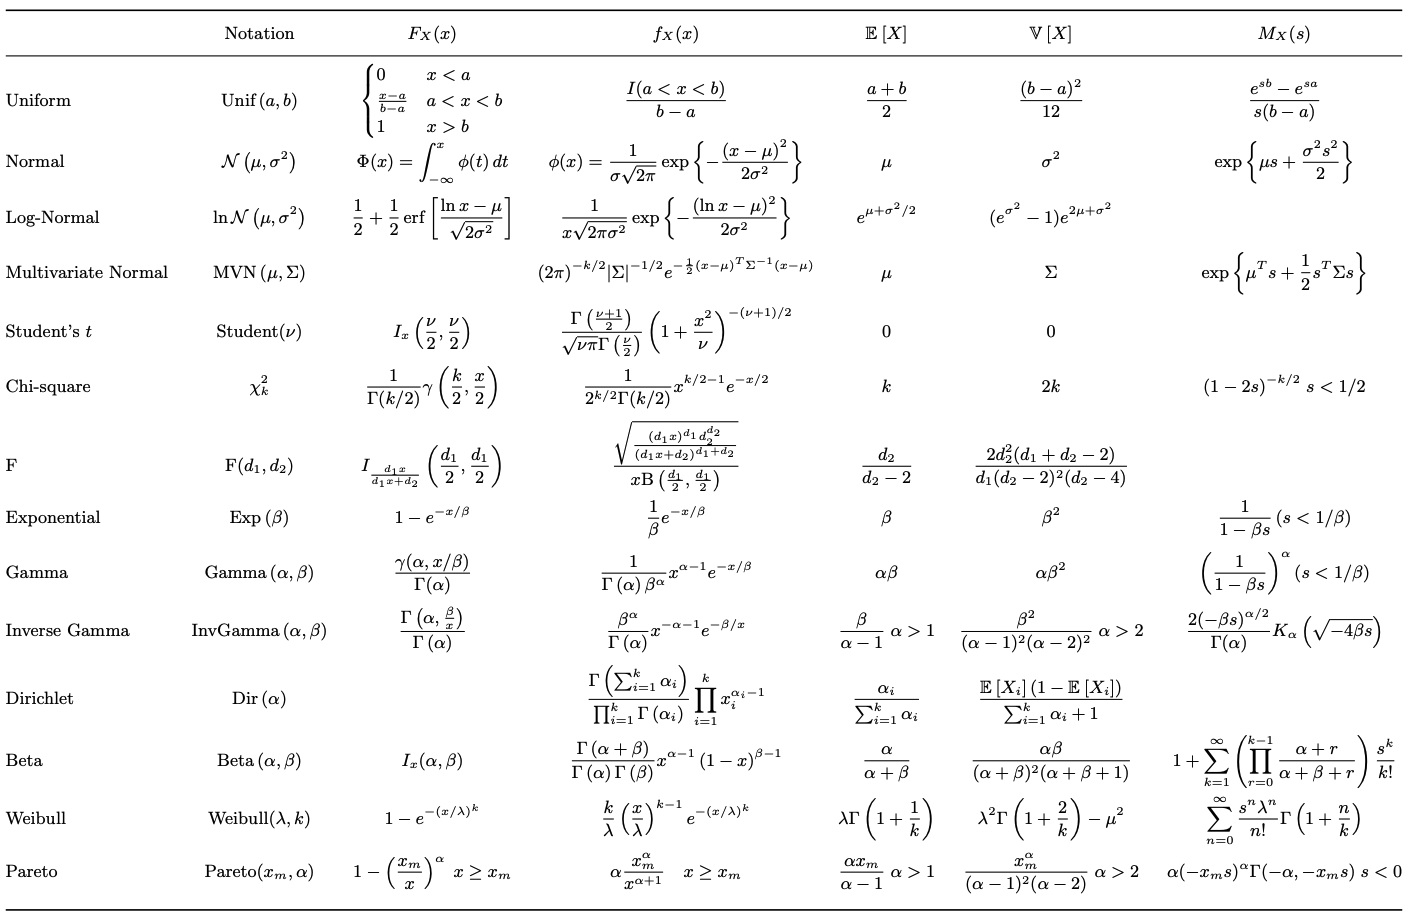 Notation F_X(x) f_X(x) 𝔼[X] 𝕍[X] M_X(s)
Uniform Unif(a, b) {0 x < a; (x−a)/(b−a) a < x < b; 1 x > b I(a < x < b)/(b − a) (a + b)/2 (b − a)²/12 (e^{sb} − e^{sa})/(s(b − a))
Normal 𝒩(μ, σ²) Φ(x) = ∫_{−∞}^{x} φ(t) dt ϕ(x) = 1/(σ√(2π)) exp{−(x − μ)²/(2σ²)} μ σ² exp{μs + σ²s²/2}
Log-Normal ln 𝒩(μ, σ²) 1/2 + 1/2 erf[(ln x − μ)/√(2σ²)] 1/(x√(2πσ²)) exp{−(ln x − μ)²/(2σ²)} e^{μ+σ²/2} (e^{σ²} − 1)e^{2μ+σ²}
Multivariate Normal MVN(μ, Σ) (2π)^{−k/2}|Σ|^{−1/2}e^{−½(x−μ)^T Σ^{−1}(x−μ)} μ Σ exp{μ^T s + 1/2 s^T Σs}
Student's t Student(ν) I_x(ν/2, ν/2) Γ((ν+1)/2)/(√(νπ)Γ(ν/2)) (1 + x²/ν)^{−(ν+1)/2} 0 0
Chi-square χ²_k 1/Γ(k/2) γ(k/2, x/2) 1/(2^{k/2}Γ(k/2)) x^{k/2−1}e^{−x/2} k 2k (1 − 2s)^{−k/2} s < 1/2
F F(d₁, d₂) I_{d₁x/(d₁x+d₂)}(d₁/2, d₁/2) √((d₁x)^{d₁}d₂^{d₂}/(d₁x+d₂)^{d₁+d₂})/(xB(d₁/2, d₁/2)) d₂/(d₂ − 2) 2d₂²(d₁ + d₂ − 2)/(d₁(d₂ − 2)²(d₂ − 4))
Exponential Exp(β) 1 − e^{−x/β} 1/β e^{−x/β} β β² 1/(1 − βs) (s < 1/β)
Gamma Gamma(α, β) γ(α, x/β)/Γ(α) 1/(Γ(α)β^α) x^{α−1}e^{−x/β} αβ αβ² (1/(1 − βs))^α (s < 1/β)
Inverse Gamma InvGamma(α, β) Γ(α, β/x)/Γ(α) β^α/Γ(α) x^{−α−1}e^{−β/x} β/(α − 1) α > 1 β²/((α − 1)²(α − 2)²) α > 2 2(−βs)^{α/2}/Γ(α) K_α(√(−4βs))
Dirichlet Dir(α) Γ(∑_{i=1}^{k} α_i)/∏_{i=1}^{k} Γ(α_i) ∏_{i=1}^{k} x_i^{α_i−1} α_i/∑_{i=1}^{k} α_i 𝔼[X_i](1 − 𝔼[X_i])/(∑_{i=1}^{k} α_i + 1)
Beta Beta(α, β) I_x(α, β) Γ(α + β)/(Γ(α)Γ(β)) x^{α−1}(1 − x)^{β−1} α/(α + β) αβ/((α + β)²(α + β + 1)) 1 + ∑_{k=1}^{∞} (∏_{r=0}^{k−1} (α + r)/(α + β + r)) s^k/k!
Weibull Weibull(λ, k) 1 − e^{−(x/λ)^k} k/λ (x/λ)^{k−1} e^{−(x/λ)^k} λΓ(1 + 1/k) λ²Γ(1 + 2/k) − μ² ∑_{n=0}^{∞} s^nλ^n/n! Γ(1 + n/k)
Pareto Pareto(x_m, α) 1 − (x_m/x)^α x ≥ x_m α x_m^α/x^{α+1} x ≥ x_m αx_m/(α − 1) α > 1 x_m^α/((α − 1)²(α − 2)) α > 2 α(−x_m s)^αΓ(−α, −x_m s) s < 0